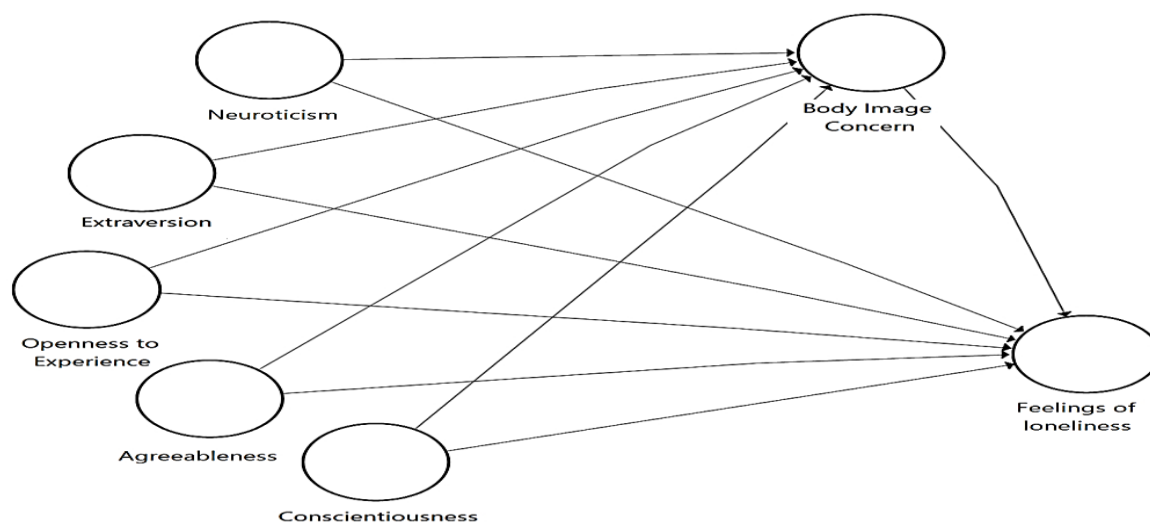 Neuroticism
Body Image
Concern
Extraversion
Openness to
Experience
Agreeableness
Feelings of
loneliness
Conscientiousness